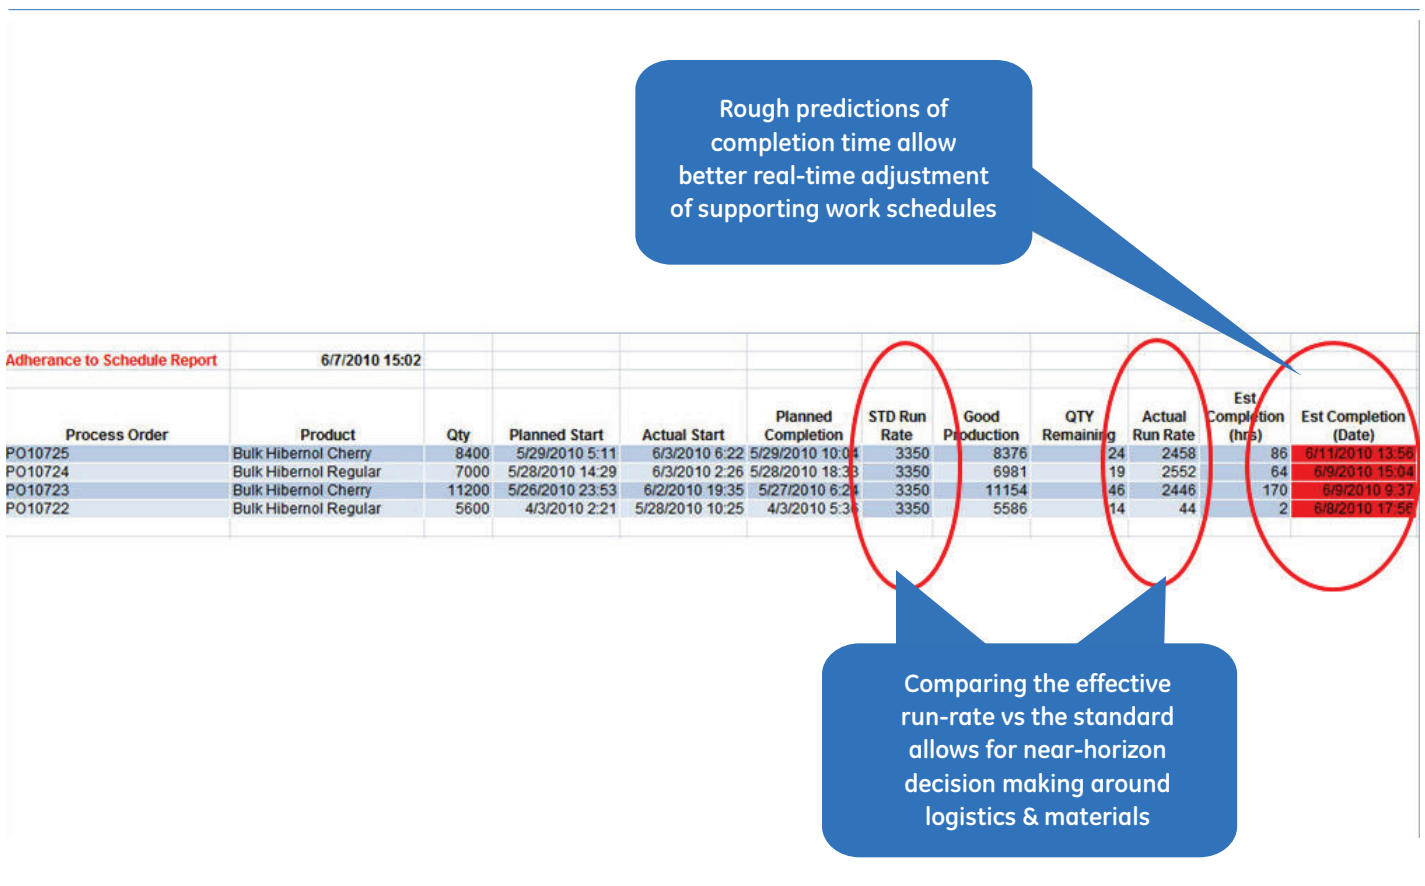 Rough predictions of
completion time allow
better real-time adjustment
of supporting work schedules
Adherance to Schedule Report 6/7/2010 15:02
Process Order Product Qty Planned Start Actual Start Planned Completion STD Run Rate Good Production QTY Remaining Actual Run Rate Est Completion (hrs) Est Completion (Date)
PO10725 Bulk Hibernol Cherry 8400 5/29/2010 5:11 6/3/2010 6:22 5/29/2010 10:04 3350 8376 24 2458 86 6/11/2010 13:56
PO10724 Bulk Hibernol Regular 7000 5/28/2010 14:29 6/3/2010 2:26 5/28/2010 18:33 3350 6981 19 2552 64 6/9/2010 15:04
PO10723 Bulk Hibernol Cherry 11200 5/26/2010 23:53 6/2/2010 19:35 5/27/2010 6:24 3350 11154 46 2446 170 6/9/2010 9:37
PO10722 Bulk Hibernol Regular 5600 4/3/2010 2:21 5/28/2010 10:25 4/3/2010 5:36 3350 5586 14 44 2 6/8/2010 17:56
Comparing the effective
run-rate vs the standard
allows for near-horizon
decision making around
logistics & materials